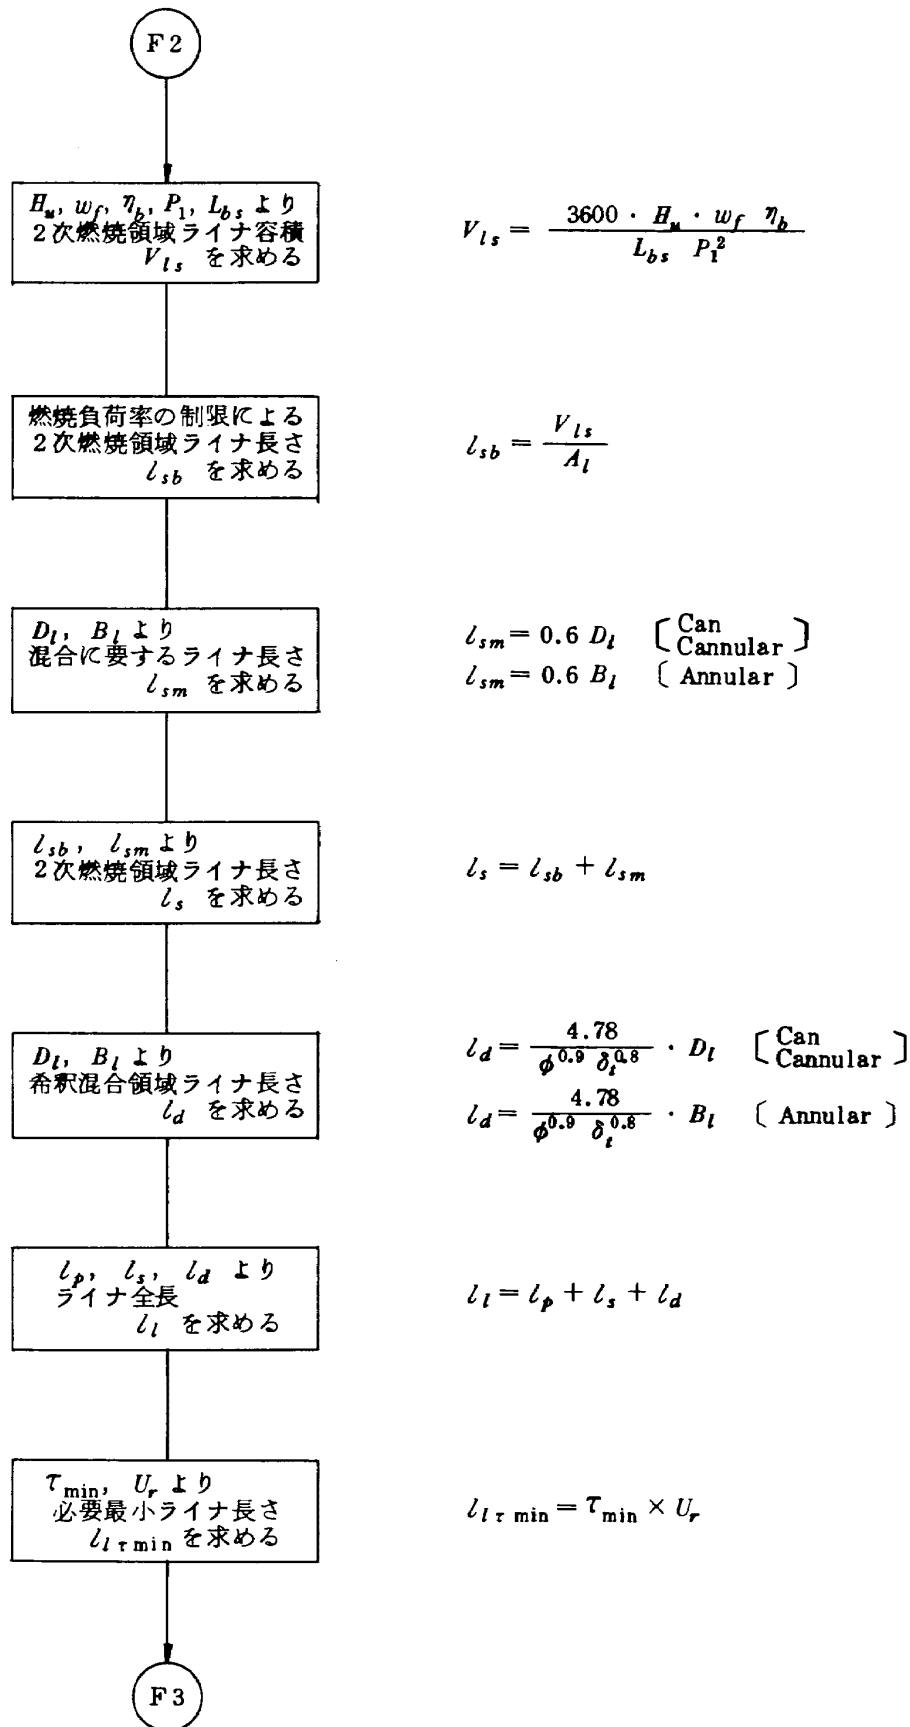 F2
H_u, w_f, η_b, P_1, L_bs より
2次燃焼領域ライナ容積
V_ls を求める
V_ls = 3600 · H_u · w_f η_b / L_bs P_1^2
燃焼負荷率の制限による
2次燃焼領域ライナ長さ
l_sb を求める
l_sb = V_ls / A_l
D_l, B_l より
混合に要するライナ長さ
l_sm を求める
l_sm = 0.6 D_l 〔Can Cannular〕
l_sm = 0.6 B_l 〔Annular〕
l_sb, l_sm より
2次燃焼領域ライナ長さ
l_s を求める
l_s = l_sb + l_sm
D_l, B_l より
希釈混合領域ライナ長さ
l_d を求める
l_d = 4.78 / φ^0.9 δ_t^0.8 · D_l 〔Can Cannular〕
l_d = 4.78 / φ^0.9 δ_t^0.8 · B_l 〔Annular〕
l_p, l_s, l_d より
ライナ全長
l_l を求める
l_l = l_p + l_s + l_d
τ_min, U_r より
必要最小ライナ長さ
l_lτmin を求める
l_lτmin = τ_min × U_r
F3